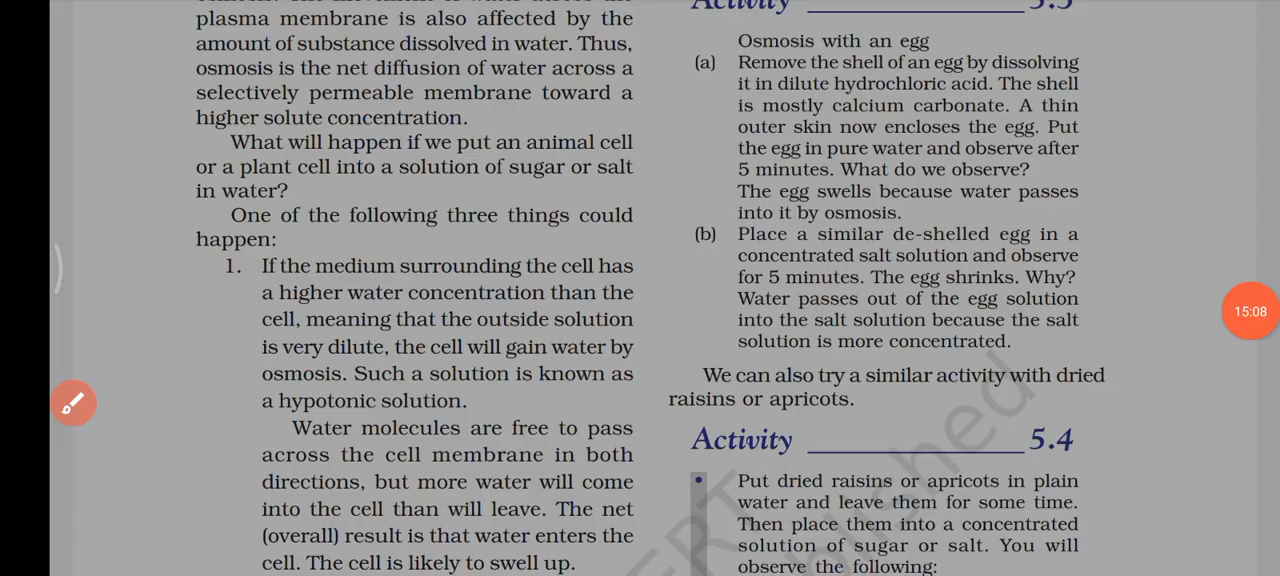 plasma membrane is also affected by the
amount of substance dissolved in water. Thus,
osmosis is the net diffusion of water across a
selectively permeable membrane toward a
higher solute concentration.
What will happen if we put an animal cell
or a plant cell into a solution of sugar or salt
in water?
One of the following three things could
happen:
1. If the medium surrounding the cell has
a higher water concentration than the
cell, meaning that the outside solution
is very dilute, the cell will gain water by
osmosis. Such a solution is known as
a hypotonic solution.
Water molecules are free to pass
across the cell membrane in both
directions, but more water will come
into the cell than will leave. The net
(overall) result is that water enters the
cell. The cell is likely to swell up.
Activity 5.3
Osmosis with an egg
(a) Remove the shell of an egg by dissolving
it in dilute hydrochloric acid. The shell
is mostly calcium carbonate. A thin
outer skin now encloses the egg. Put
the egg in pure water and observe after
5 minutes. What do we observe?
The egg swells because water passes
into it by osmosis.
(b) Place a similar de-shelled egg in a
concentrated salt solution and observe
for 5 minutes. The egg shrinks. Why?
Water passes out of the egg solution
into the salt solution because the salt
solution is more concentrated.
We can also try a similar activity with dried
raisins or apricots.
Activity 5.4
• Put dried raisins or apricots in plain
water and leave them for some time.
Then place them into a concentrated
solution of sugar or salt. You will
observe the following:
15:08